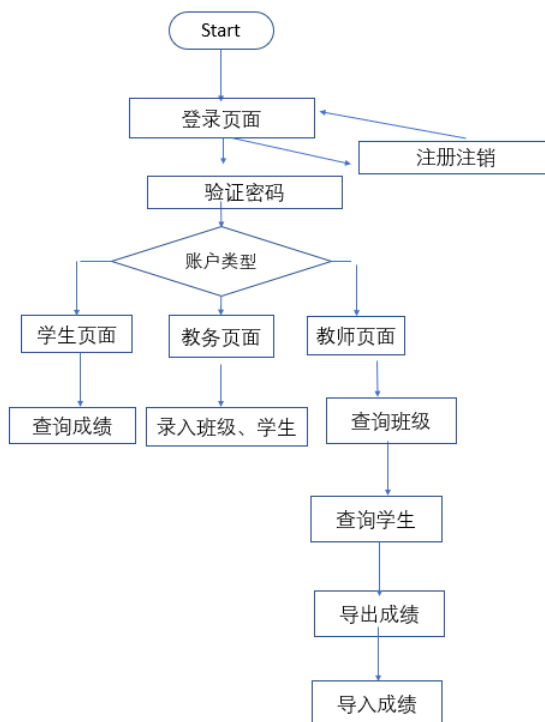 Start
登录页面
注册注销
验证密码
账户类型
学生页面
教务页面
教师页面
查询成绩
录入班级、学生
查询班级
查询学生
导出成绩
导入成绩